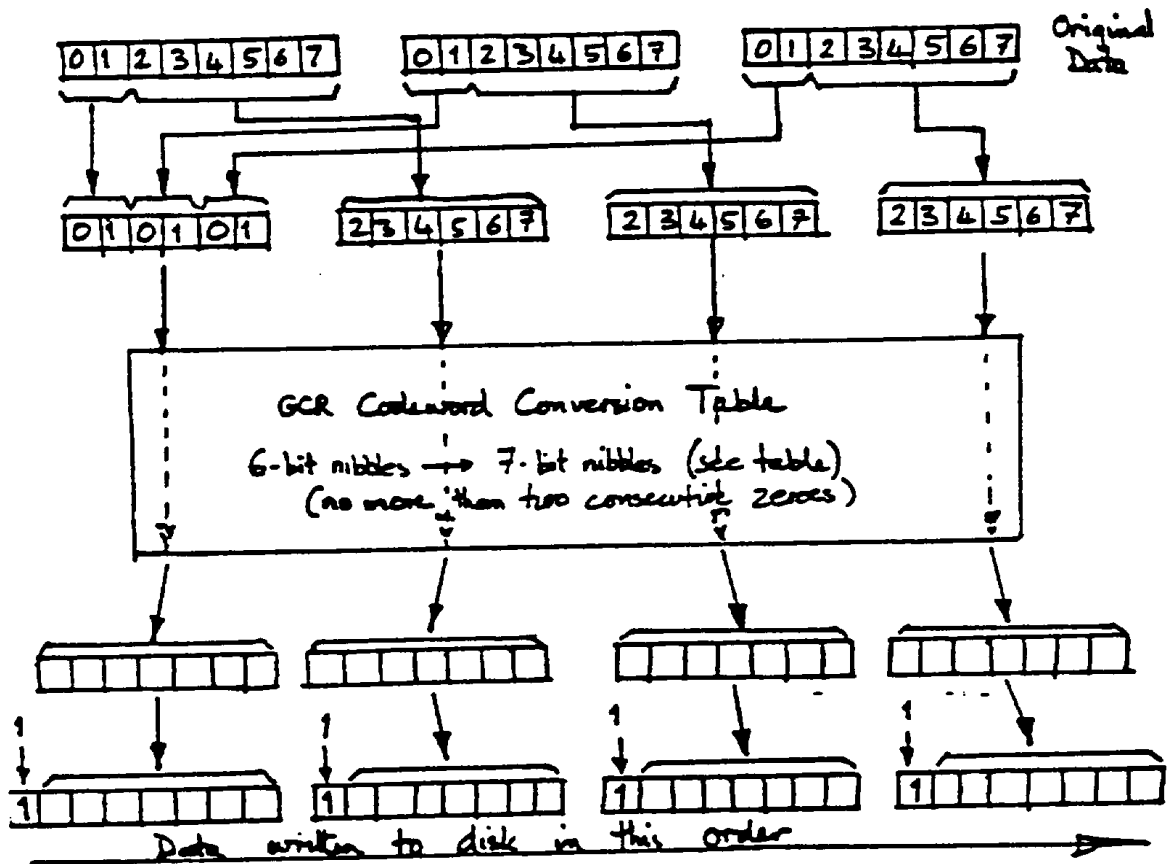 0 1 2 3 4 5 6 7 0 1 2 3 4 5 6 7 0 1 2 3 4 5 6 7 Original
Data
0 1 0 1 0 1 2 3 4 5 6 7 2 3 4 5 6 7 2 3 4 5 6 7
GCR Codeword Conversion Table
6-bit nibbles → 7-bit nibbles (see table)
(no more than two consecutive zeroes)
1 1 1 1
1 1 1 1
Data written to disk in this order